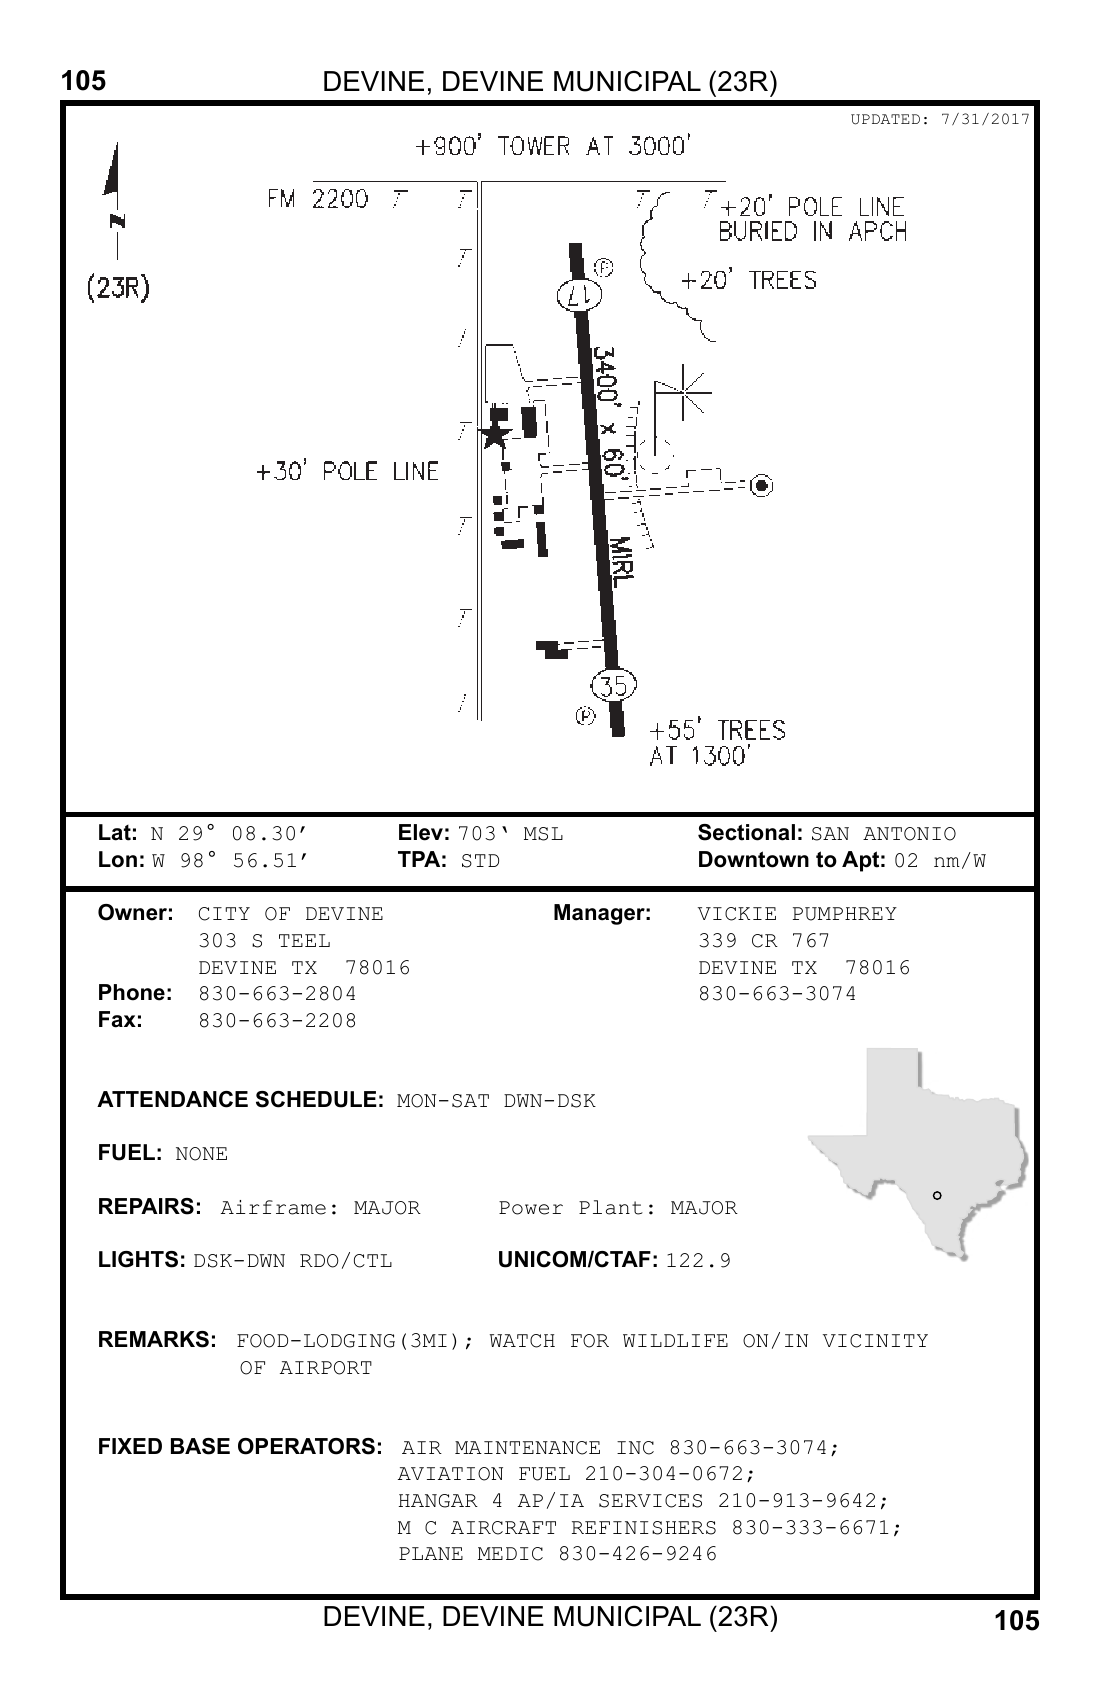 105 DEVINE, DEVINE MUNICIPAL (23R)
UPDATED: 7/31/2017
+900' TOWER AT 3000'
FM 2200
+20' POLE LINE
BURIED IN APCH
N
(23R)
P
+20' TREES
17
3400' x 60'
+30' POLE LINE
MIRL
35
P
+55' TREES
AT 1300'
Lat: N 29° 08.30′ Elev: 703‘ MSL Sectional: SAN ANTONIO
Lon: W 98° 56.51′ TPA: STD Downtown to Apt: 02 nm/W
Owner: CITY OF DEVINE Manager: VICKIE PUMPHREY
303 S TEEL 339 CR 767
DEVINE TX 78016 DEVINE TX 78016
Phone: 830-663-2804 830-663-3074
Fax: 830-663-2208
ATTENDANCE SCHEDULE: MON-SAT DWN-DSK
FUEL: NONE
REPAIRS: Airframe: MAJOR Power Plant: MAJOR
LIGHTS: DSK-DWN RDO/CTL UNICOM/CTAF: 122.9
REMARKS: FOOD-LODGING(3MI); WATCH FOR WILDLIFE ON/IN VICINITY
OF AIRPORT
FIXED BASE OPERATORS: AIR MAINTENANCE INC 830-663-3074;
AVIATION FUEL 210-304-0672;
HANGAR 4 AP/IA SERVICES 210-913-9642;
M C AIRCRAFT REFINISHERS 830-333-6671;
PLANE MEDIC 830-426-9246
DEVINE, DEVINE MUNICIPAL (23R) 105